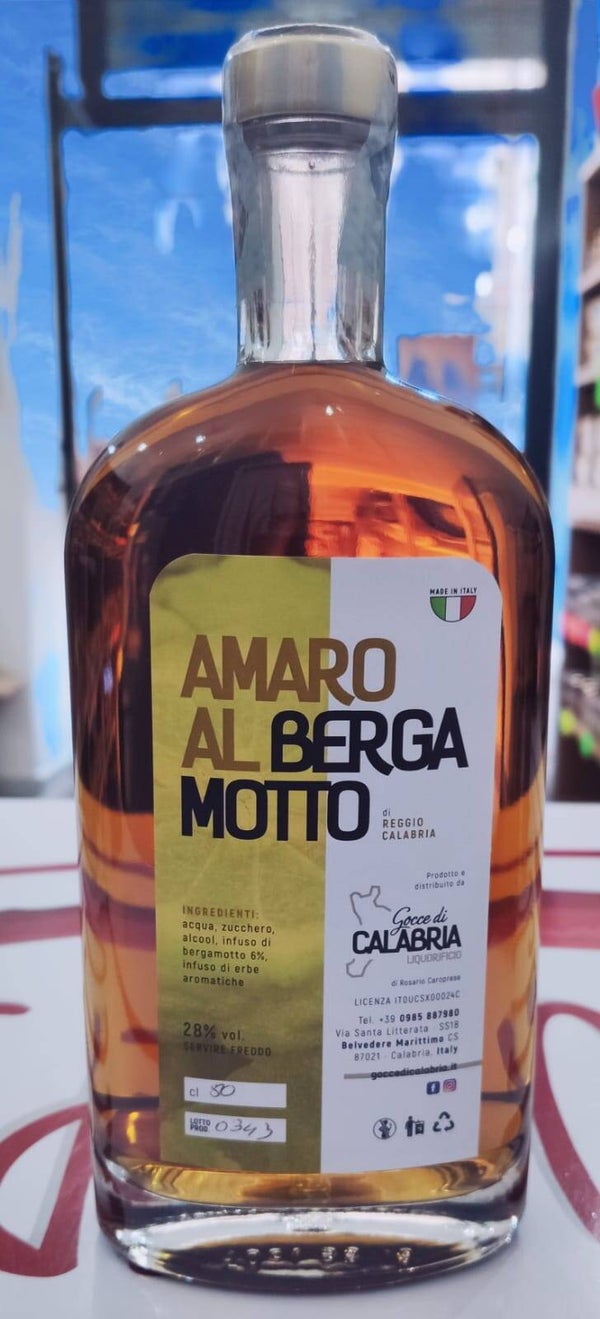 MADE IN ITALY
AMARO
AL BERGA
MOTTO
di
REGGIO
CALABRIA
Prodotto e
distribuito da
Gocce di
CALABRIA
LIQUORIFICIO
di Rosario Caroprese
LICENZA IT0UCSX00024C
Tel. +39 0985 887980
Via Santa Litterata SS18
Belvedere Marittimo CS
87021 - Calabria, Italy
goccedicalabria.it
INGREDIENTI:
acqua, zucchero,
alcool, infuso di
bergamotto 6%,
infuso di erbe
aromatiche
28% vol.
SERVIRE FREDDO
cl 50
LOTTO
PROD. 0343